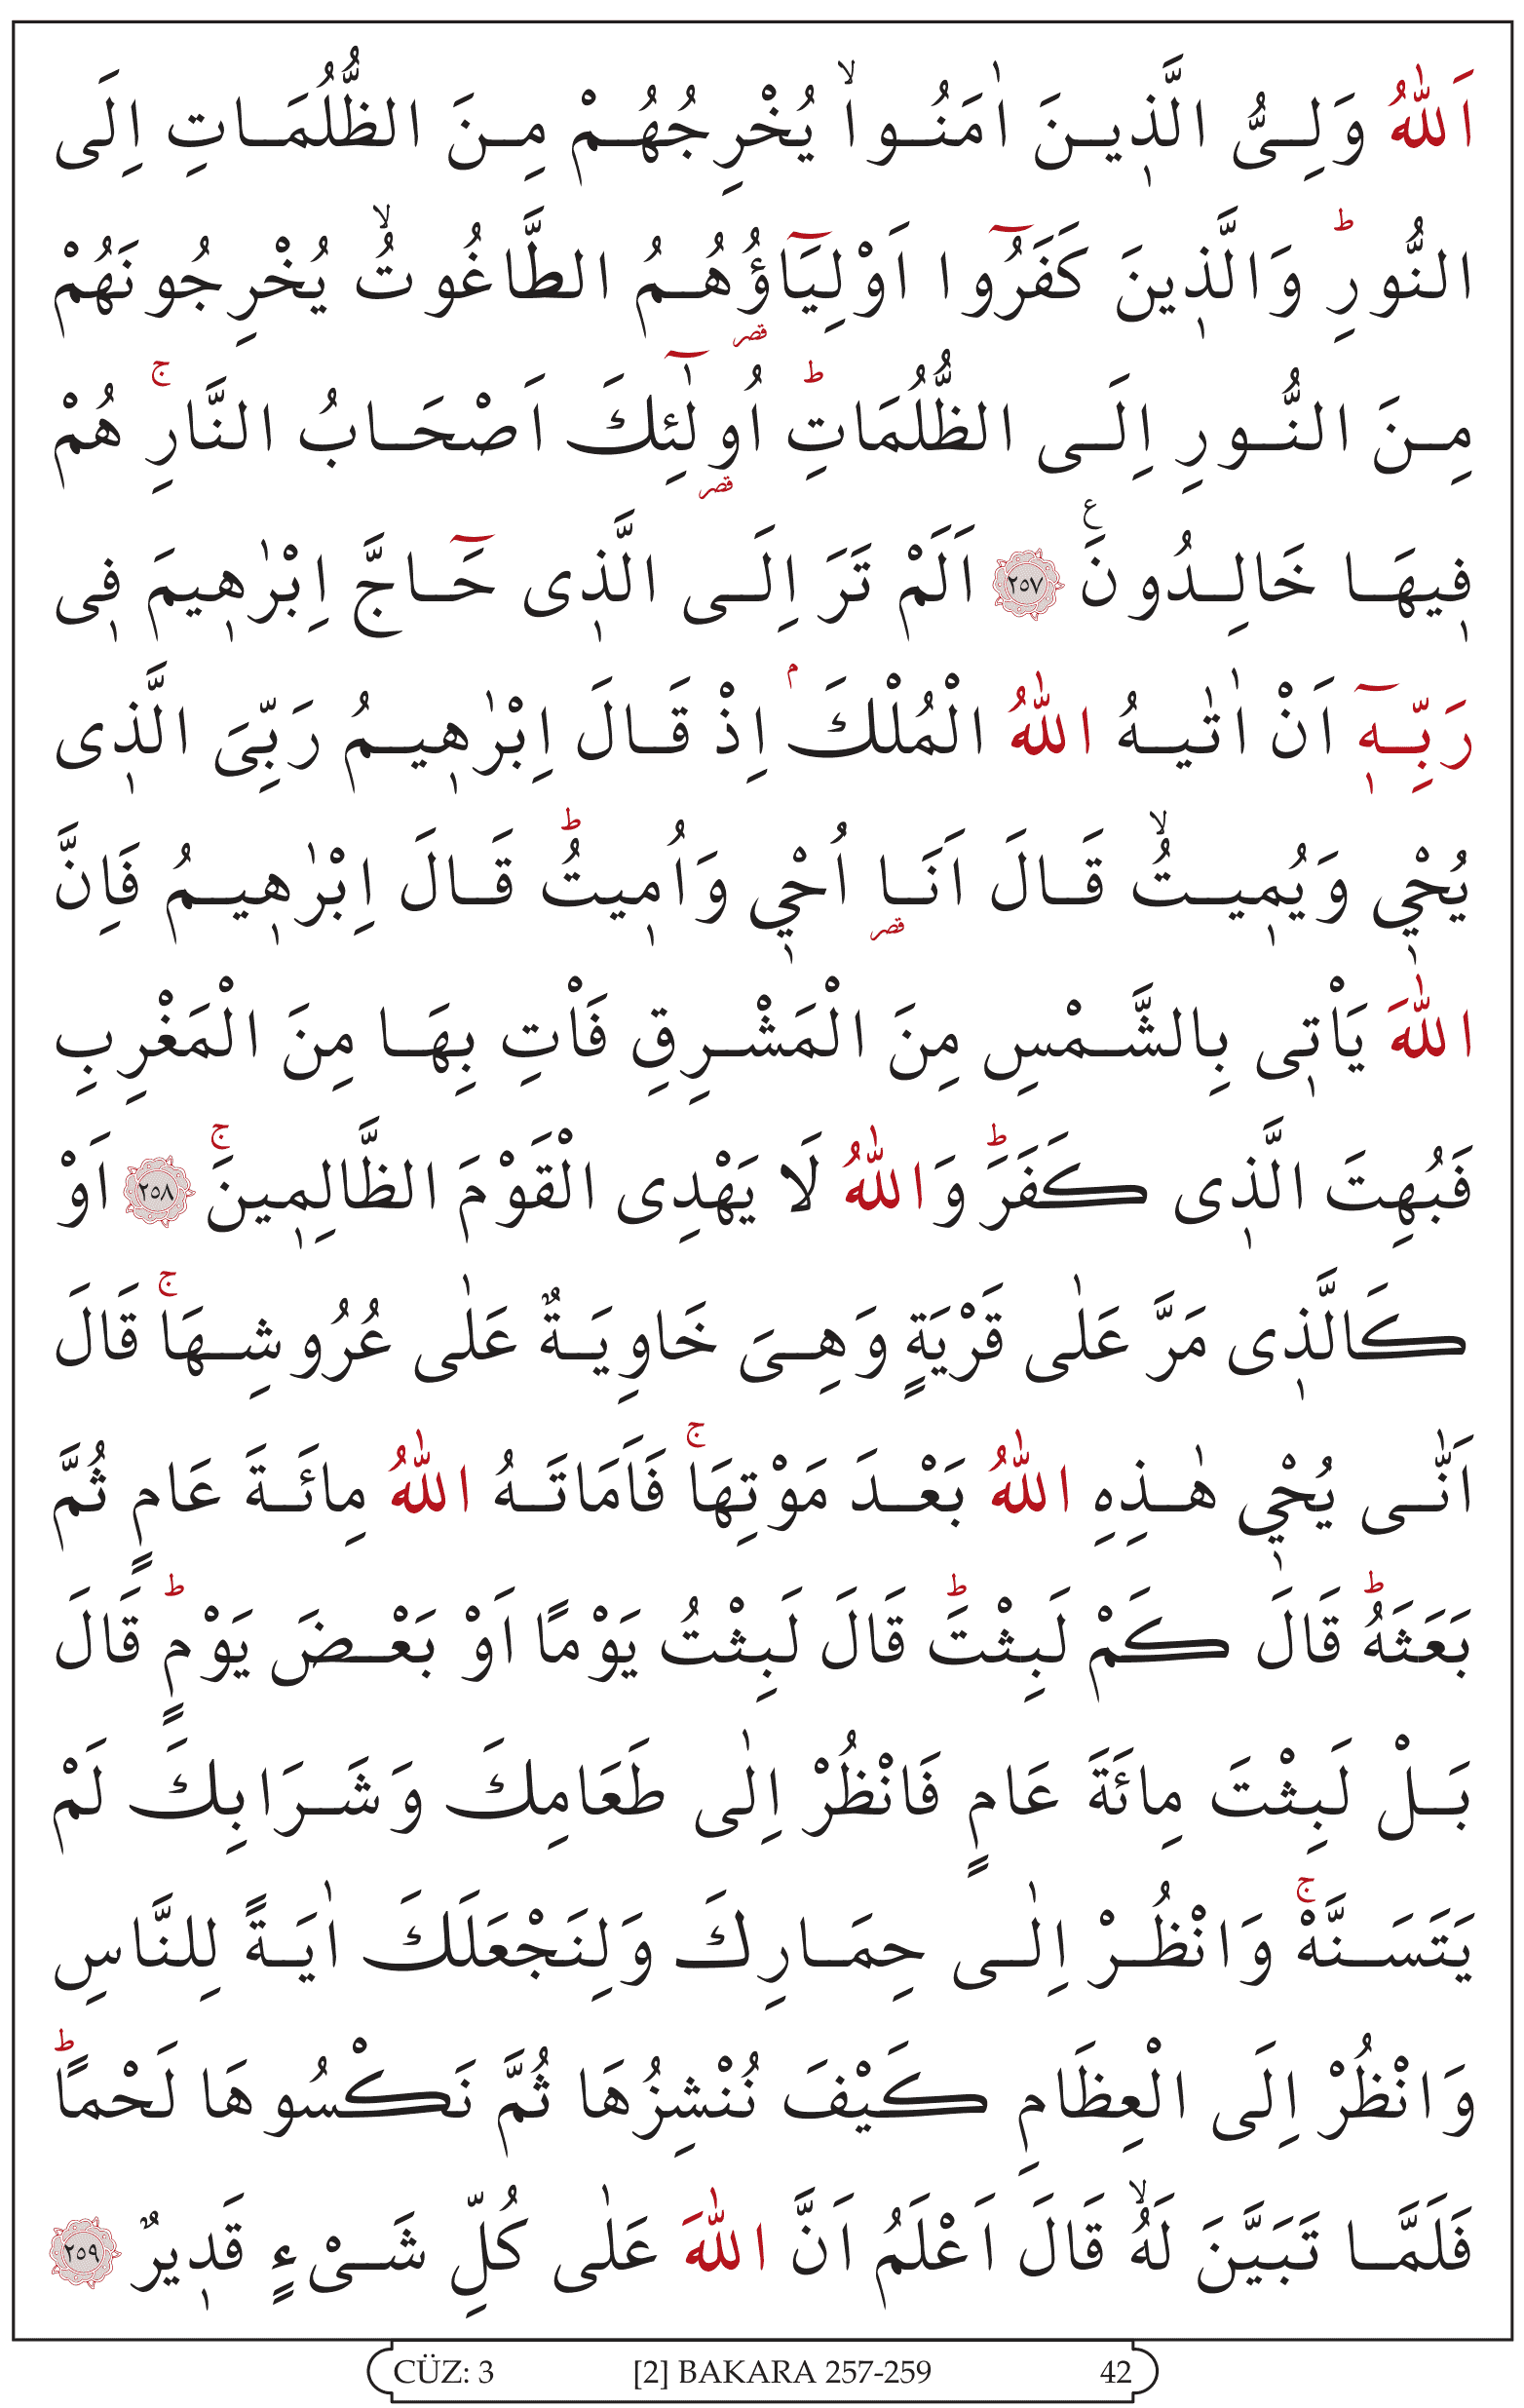 اَللّٰهُ وَلِيُّ الَّذ۪ينَ اٰمَنُواۙ يُخْرِجُهُمْ مِنَ الظُّلُمَاتِ اِلَى
النُّورِۜ وَالَّذ۪ينَ كَفَرُٓوا اَوْلِيَٓاؤُ۬هُمُ الطَّاغُوتُۙ يُخْرِجُونَهُمْ
مِنَ النُّورِ اِلَى الظُّلُمَاتِۜ اُو۬لٰٓئِكَ اَصْحَابُ النَّارِۚ هُمْ
ف۪يهَا خَالِدُونَ۟ ﴿٢٥٧﴾ اَلَمْ تَرَ اِلَى الَّذ۪ي حَٓاجَّ اِبْرٰه۪يمَ ف۪ي
رَبِّه۪ٓ اَنْ اٰتٰيهُ اللّٰهُ الْمُلْكَۢ اِذْ قَالَ اِبْرٰه۪يمُ رَبِّيَ الَّذ۪ي
يُحْي۪ وَيُم۪يتُۙ قَالَ اَنَا۬ اُحْي۪ وَاُم۪يتُۜ قَالَ اِبْرٰه۪يمُ فَاِنَّ
اللّٰهَ يَاْت۪ي بِالشَّمْسِ مِنَ الْمَشْرِقِ فَاْتِ بِهَا مِنَ الْمَغْرِبِ
فَبُهِتَ الَّذ۪ي كَفَرَۜ وَاللّٰهُ لَا يَهْدِي الْقَوْمَ الظَّالِم۪ينَۚ ﴿٢٥٨﴾ اَوْ
كَالَّذ۪ي مَرَّ عَلٰى قَرْيَةٍ وَهِيَ خَاوِيَةٌ عَلٰى عُرُوشِهَاۚ قَالَ
اَنّٰى يُحْي۪ هٰذِهِ اللّٰهُ بَعْدَ مَوْتِهَاۚ فَاَمَاتَهُ اللّٰهُ مِائَةَ عَامٍ ثُمَّ
بَعَثَهُۜ قَالَ كَمْ لَبِثْتَۜ قَالَ لَبِثْتُ يَوْمًا اَوْ بَعْضَ يَوْمٍۜ قَالَ
بَلْ لَبِثْتَ مِائَةَ عَامٍ فَانْظُرْ اِلٰى طَعَامِكَ وَشَرَابِكَ لَمْ
يَتَسَنَّهْۚ وَانْظُرْ اِلٰى حِمَارِكَ وَلِنَجْعَلَكَ اٰيَةً لِلنَّاسِ
وَانْظُرْ اِلَى الْعِظَامِ كَيْفَ نُنْشِزُهَا ثُمَّ نَكْسُوهَا لَحْمًاۜ
فَلَمَّا تَبَيَّنَ لَهُۙ قَالَ اَعْلَمُ اَنَّ اللّٰهَ عَلٰى كُلِّ شَيْءٍ قَد۪يرٌ ﴿٢٥٩﴾
CÜZ: 3 [2] BAKARA 257-259 42